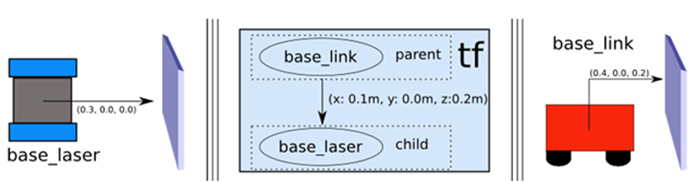 (0.3, 0.0, 0.0)
base_laser
base_link
parent
tf
(x: 0.1m, y: 0.0m, z:0.2m)
base_laser
child
base_link
(0.4, 0.0, 0.2)